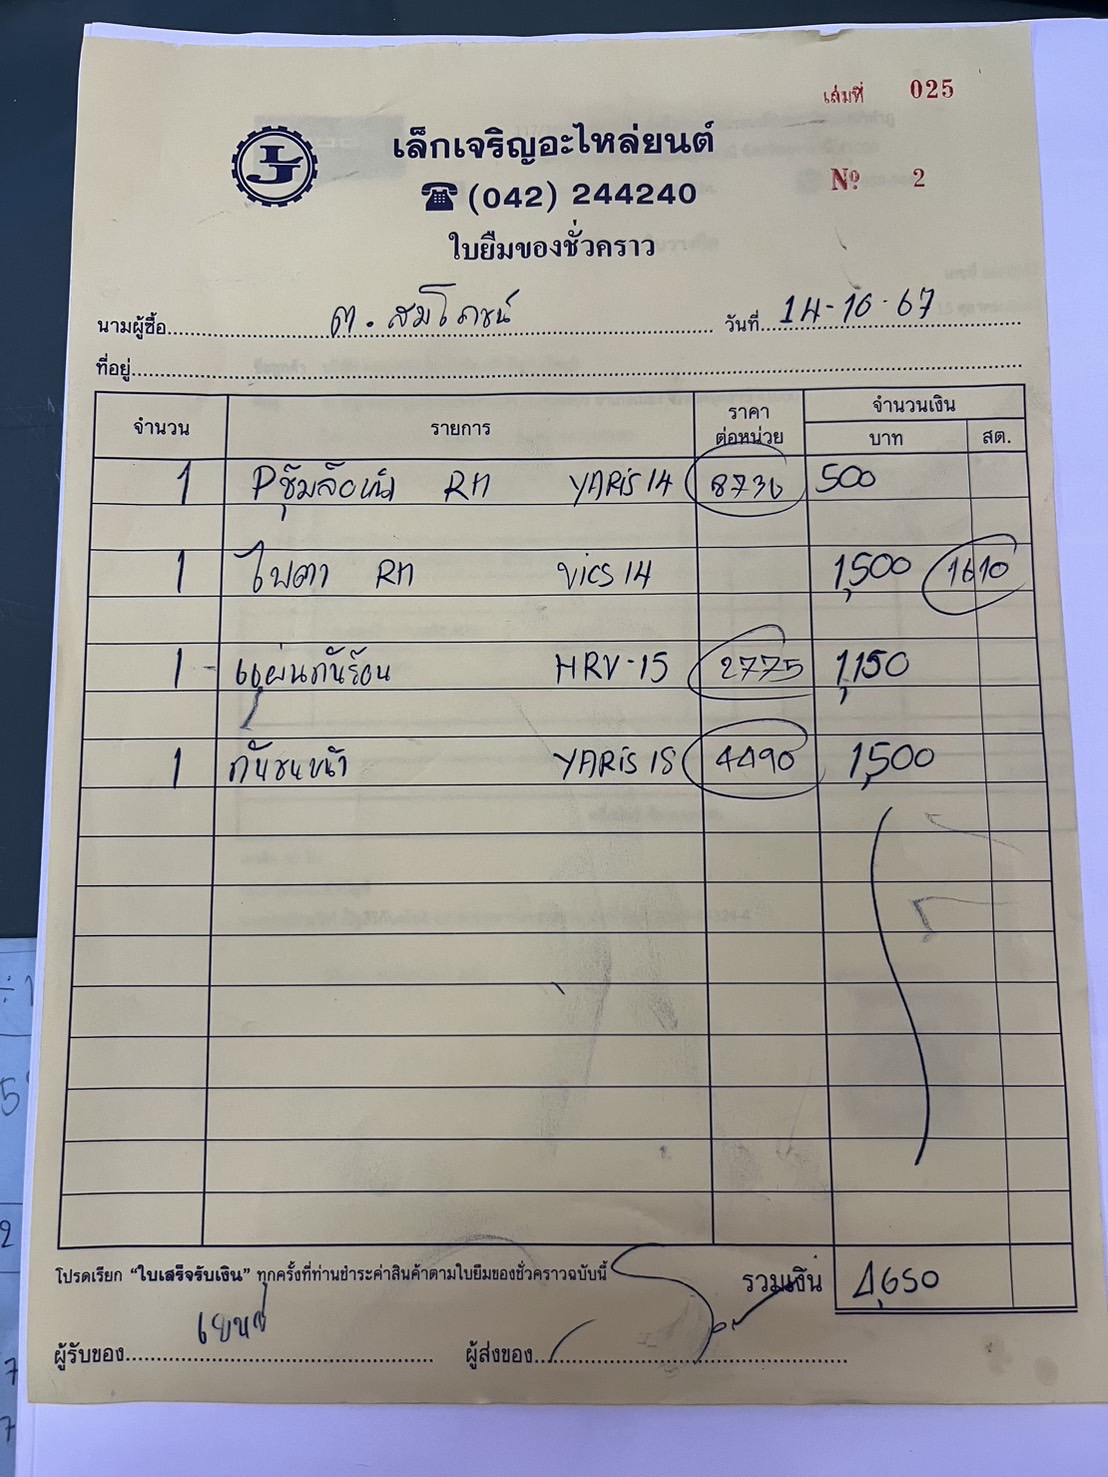 เล่มที่ 025
เล็กเจริญอะไหล่ยนต์
☎ (042) 244240
Nº 2
ใบยืมของชั่วคราว
นามผู้ซื้อ ต. สมโภชน์ วันที่ 14-10-67
ที่อยู่
จำนวน รายการ ราคาต่อหน่วย จำนวนเงิน
บาท สต.
1 Pซุ้มล้อหน้า RH YARiS 14 8736 500
1 ไฟตา RH ViOS 14 1,500 1610
1 - แผ่นกันร้อน HRV-15 2775 1,150
1 กันชนหน้า YARiS 18 4490 1,500
โปรดเรียก "ใบเสร็จรับเงิน" ทุกครั้งที่ท่านชำระค่าสินค้าตามใบยืมของชั่วคราวฉบับนี้ รวมเงิน 4,650
ผู้รับของ ผู้ส่งของ